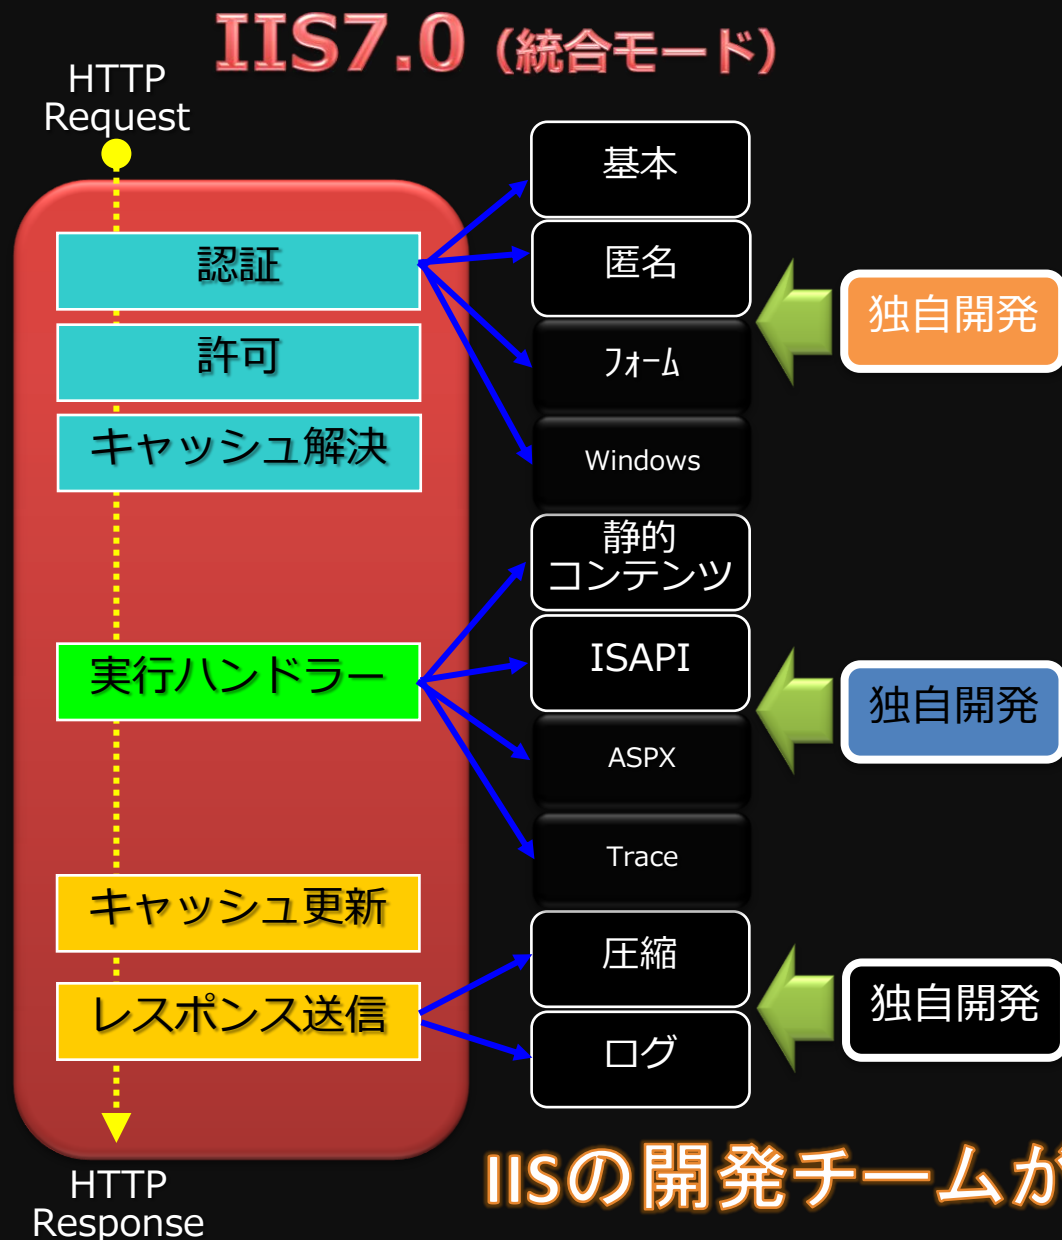 IIS7.0 (統合モード)
HTTP
Request
認証
許可
キャッシュ解決
実行ハンドラー
キャッシュ更新
レスポンス送信
HTTP
Response
基本
匿名
フォーム
Windows
静的
コンテンツ
ISAPI
ASPX
Trace
圧縮
ログ
独自開発
独自開発
独自開発
IISの開発チームが